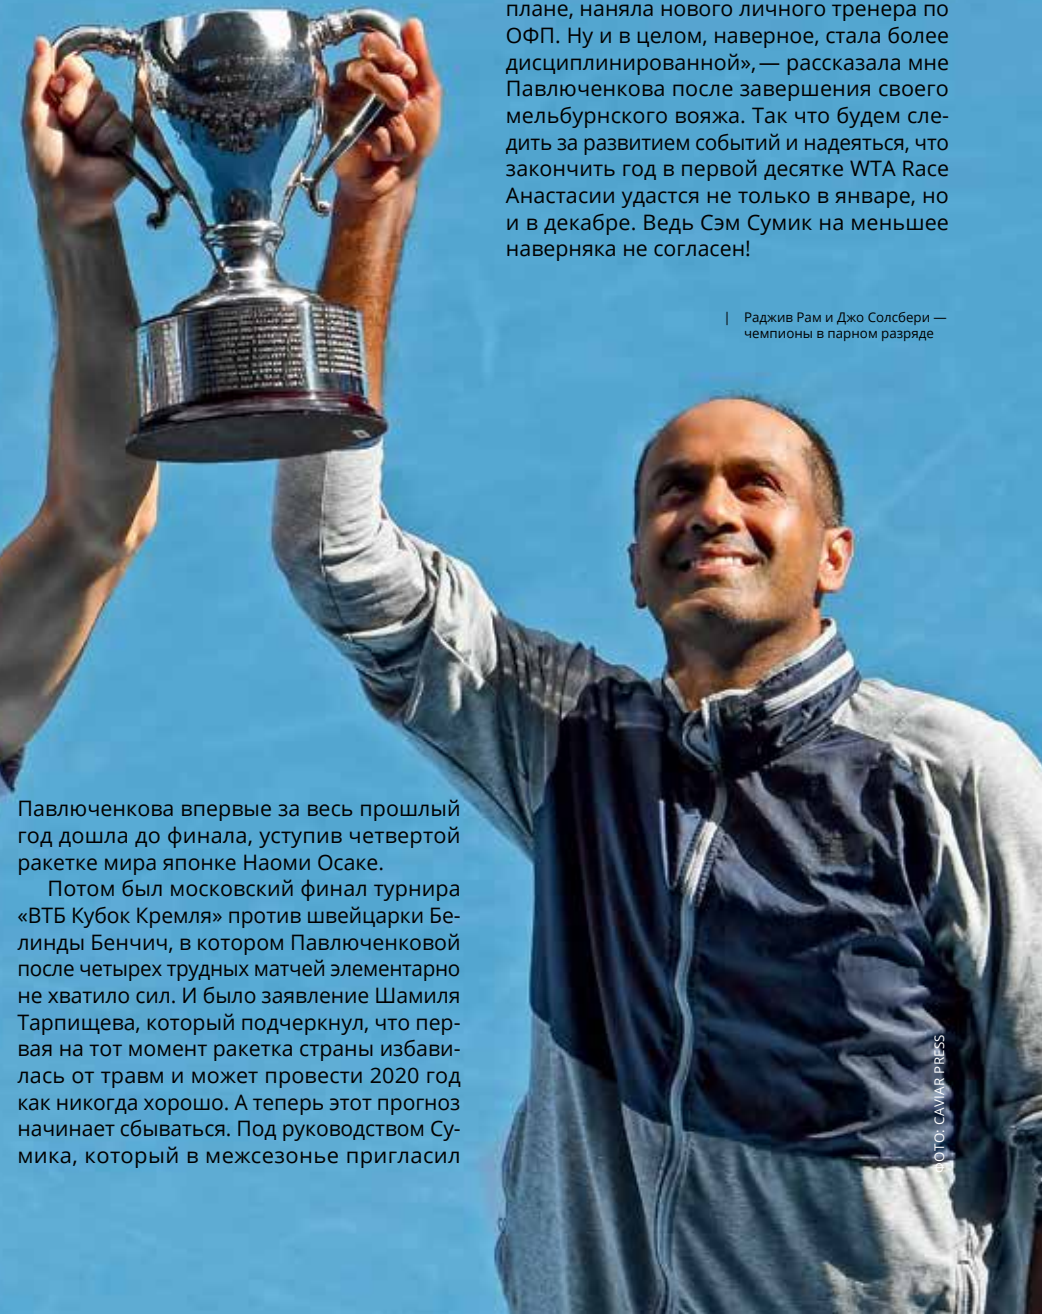 Павлюченкова впервые за весь прошлый
год дошла до финала, уступив четвертой
ракетке мира японке Наоми Осаке.
Потом был московский финал турнира
«ВТБ Кубок Кремля» против швейцарки Бе-
линды Бенчич, в котором Павлюченковой
после четырех трудных матчей элементарно
не хватило сил. И было заявление Шамиля
Тарпищева, который подчеркнул, что пер-
вая на тот момент ракетка страны избави-
лась от травм и может провести 2020 год
как никогда хорошо. А теперь этот прогноз
начинает сбываться. Под руководством Су-
мика, который в межсезонье пригласил
плане, наняла нового личного тренера по
ОФП. Ну и в целом, наверное, стала более
дисциплинированной», — рассказала мне
Павлюченкова после завершения своего
мельбурнского вояжа. Так что будем сле-
дить за развитием событий и надеяться, что
закончить год в первой десятке WTA Race
Анастасии удастся не только в январе, но
и в декабре. Ведь Сэм Сумик на меньшее
наверняка не согласен!
| Раджив Рам и Джо Солсбери —
чемпионы в парном разряде
ФОТО: CAVIAR PRESS